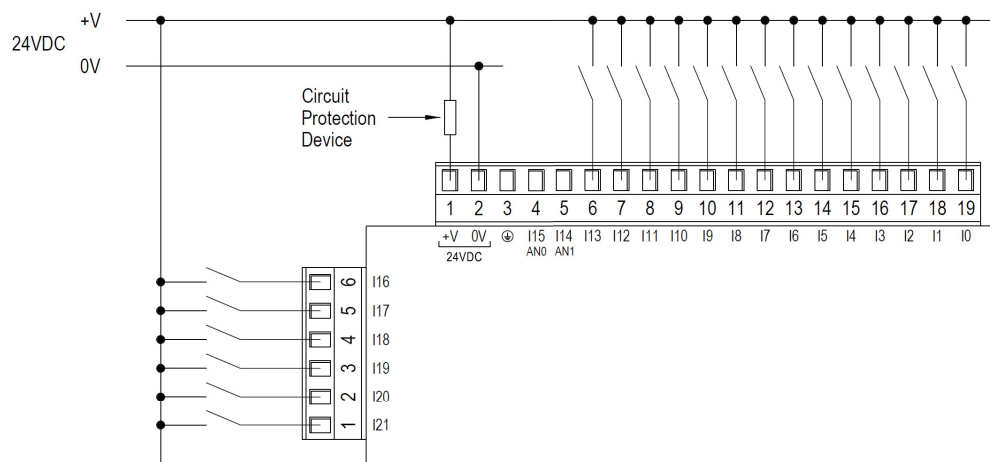 +V
24VDC
0V
Circuit
Protection
Device
1 2 3 4 5 6 7 8 9 10 11 12 13 14 15 16 17 18 19
+V 0V I15 I14 I13 I12 I11 I10 I9 I8 I7 I6 I5 I4 I3 I2 I1 I0
24VDC AN0 AN1
6 I16
5 I17
4 I18
3 I19
2 I20
1 I21